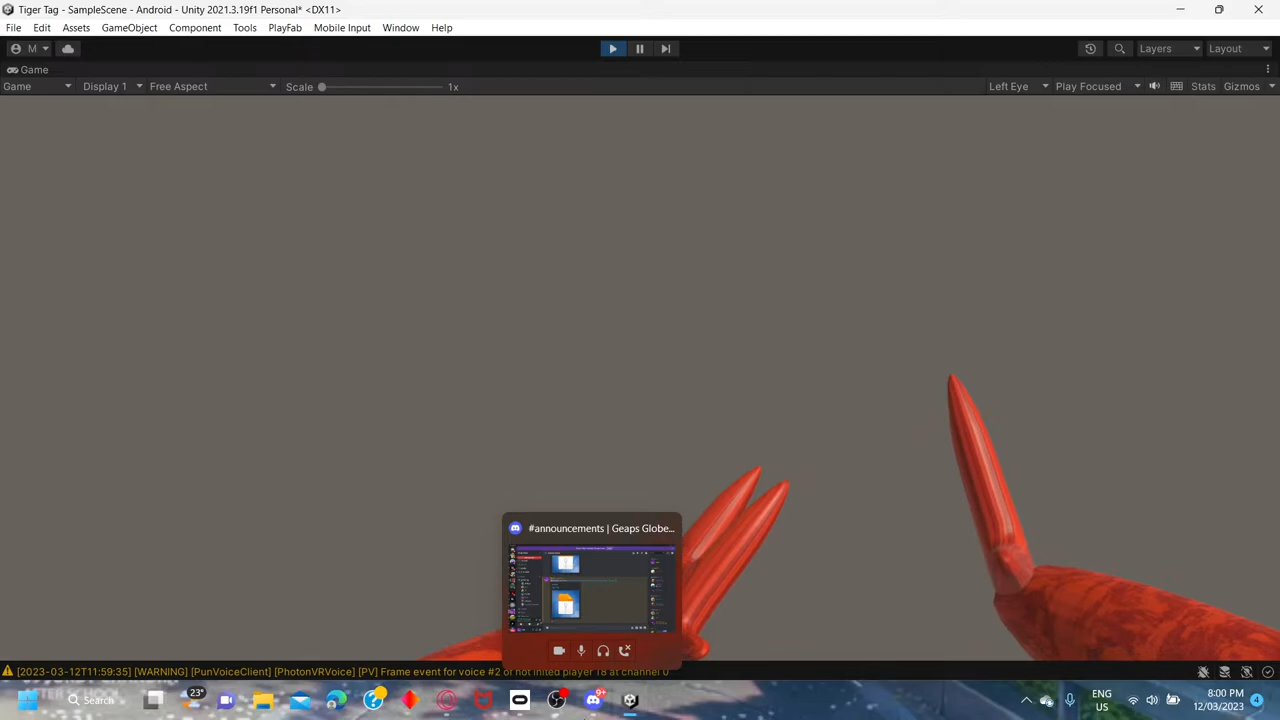 Tiger Tag - SampleScene - Android - Unity 2021.3.19f1 Personal* <DX11>
File Edit Assets GameObject Component Tools PlayFab Mobile Input Window Help
M Layers Layout
Game
Game Display 1 Free Aspect Scale 1x Left Eye Play Focused Stats Gizmos
#announcements | Geaps Globe...
[2023-03-12T11:59:35] [WARNING] [PunVoiceClient] [PhotonVRVoice] [PV] Frame event for voice #2 of not inited player 18 at channel 0
Search 23° 9+ ENG US 8:00 PM 12/03/2023 4